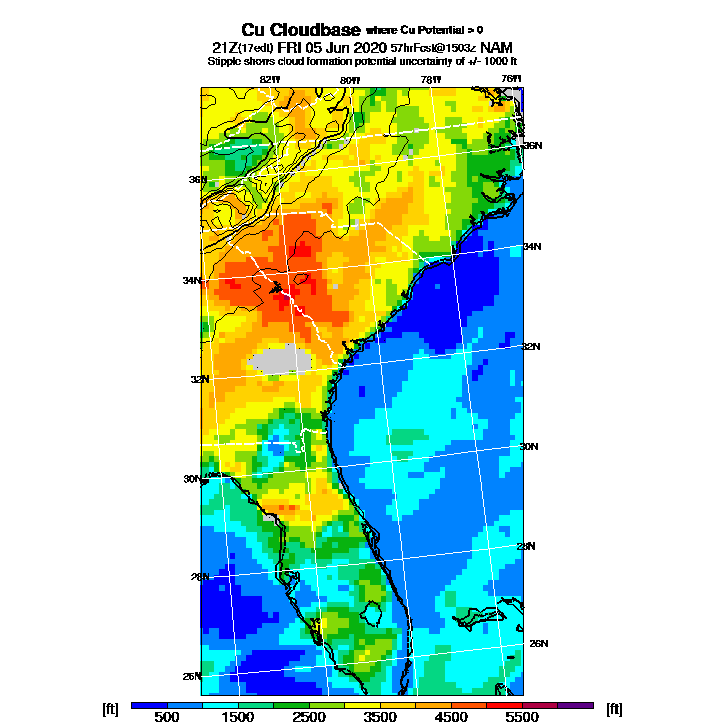 Cu Cloudbase where Cu Potential > 0
21Z(17edt) FRI 05 Jun 2020 57hrFcst@1503z NAM
Stipple shows cloud formation potential uncertainty of +/- 1000 ft
82W 80W 78W 76W
36N
36N
34N
34N
32N
32N
30N
30N
28N
28N
26N
26N
[ft] 500 1500 2500 3500 4500 5500 [ft]